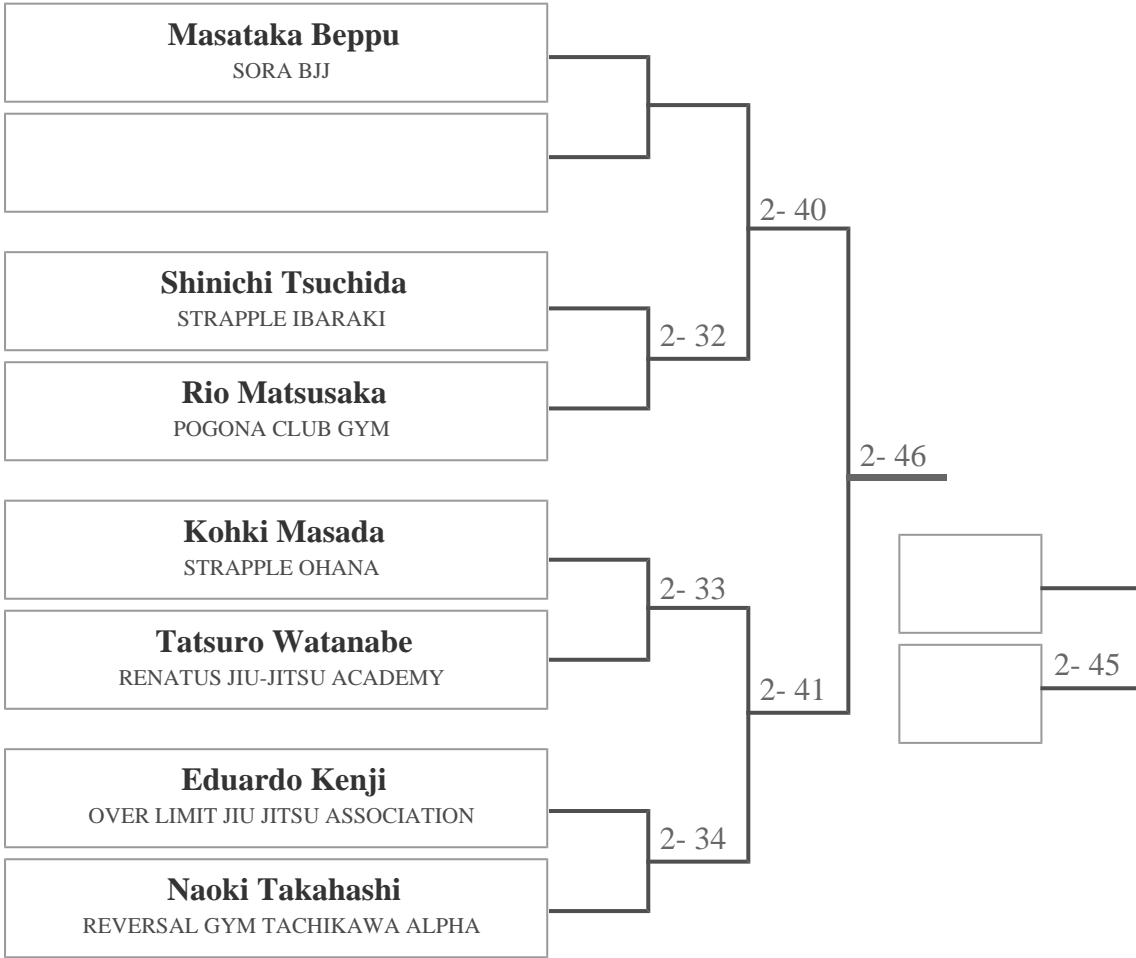 Masataka Beppu
SORA BJJ
2- 40
Shinichi Tsuchida
STRAPPLE IBARAKI
2- 32
Rio Matsusaka
POGONA CLUB GYM
2- 46
Kohki Masada
STRAPPLE OHANA
2- 33
Tatsuro Watanabe
RENATUS JIU-JITSU ACADEMY
2- 41
2- 45
Eduardo Kenji
OVER LIMIT JIU JITSU ASSOCIATION
2- 34
Naoki Takahashi
REVERSAL GYM TACHIKAWA ALPHA